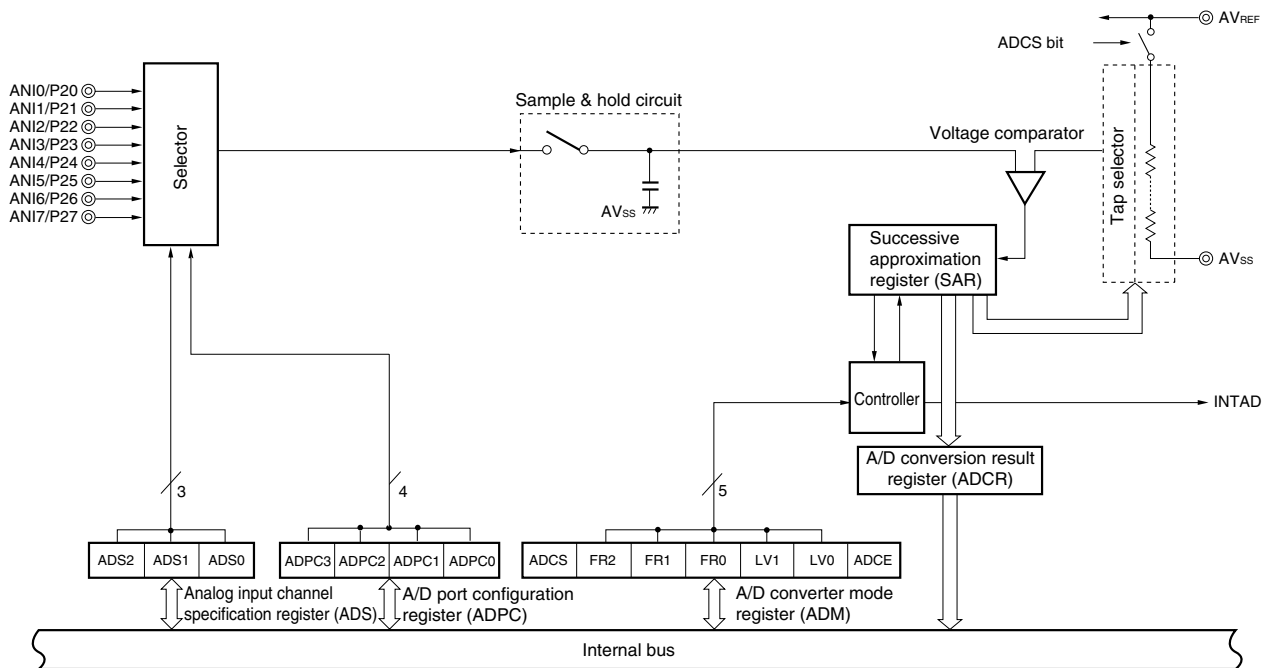 AVREF
ADCS bit
ANI0/P20
ANI1/P21
ANI2/P22
ANI3/P23
ANI4/P24
ANI5/P25
ANI6/P26
ANI7/P27
Selector
Sample & hold circuit
AVSS
Voltage comparator
Tap selector
AVSS
Successive
approximation
register (SAR)
Controller
INTAD
A/D conversion result
register (ADCR)
3
4
5
ADS2 ADS1 ADS0
ADPC3 ADPC2 ADPC1 ADPC0
ADCS FR2 FR1 FR0 LV1 LV0 ADCE
Analog input channel
specification register (ADS)
A/D port configuration
register (ADPC)
A/D converter mode
register (ADM)
Internal bus